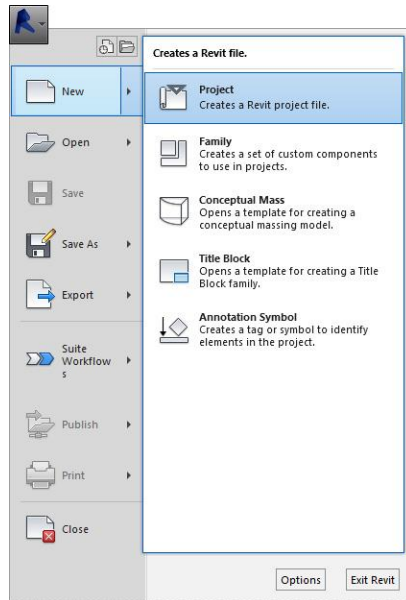 Creates a Revit file.
New
Project
Creates a Revit project file.
Open
Family
Creates a set of custom components
to use in projects.
Save
Conceptual Mass
Opens a template for creating a
conceptual massing model.
Save As
Title Block
Opens a template for creating a Title
Block family.
Export
Annotation Symbol
Creates a tag or symbol to identify
elements in the project.
Suite
Workflow
s
Publish
Print
Close
Options
Exit Revit